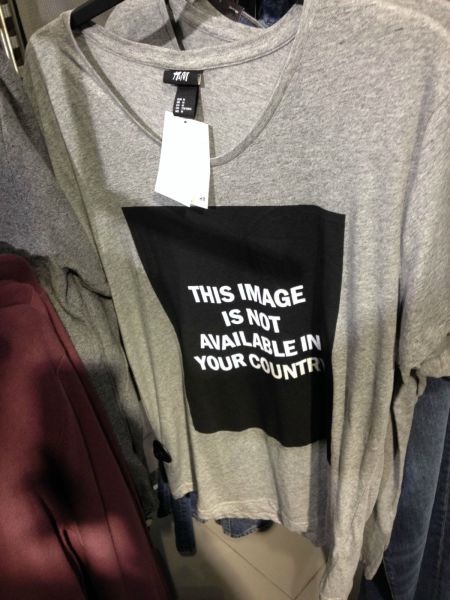 H&M
THIS IMAGE
IS NOT
AVAILABLE IN
YOUR COUNTRY